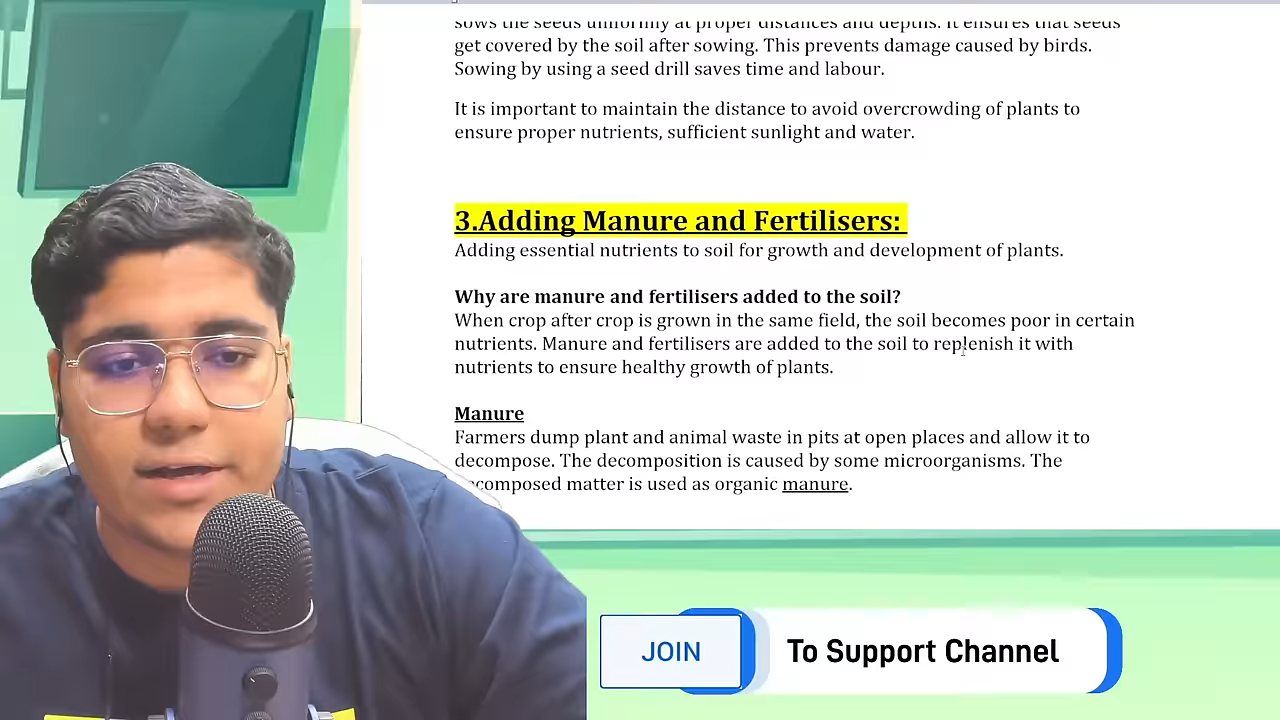 sows the seeds uniformly at proper distances and depths. It ensures that seeds
get covered by the soil after sowing. This prevents damage caused by birds.
Sowing by using a seed drill saves time and labour.
It is important to maintain the distance to avoid overcrowding of plants to
ensure proper nutrients, sufficient sunlight and water.
3.Adding Manure and Fertilisers:
Adding essential nutrients to soil for growth and development of plants.
Why are manure and fertilisers added to the soil?
When crop after crop is grown in the same field, the soil becomes poor in certain
nutrients. Manure and fertilisers are added to the soil to replenish it with
nutrients to ensure healthy growth of plants.
Manure
Farmers dump plant and animal waste in pits at open places and allow it to
decompose. The decomposition is caused by some microorganisms. The
composed matter is used as organic manure.
JOIN
To Support Channel